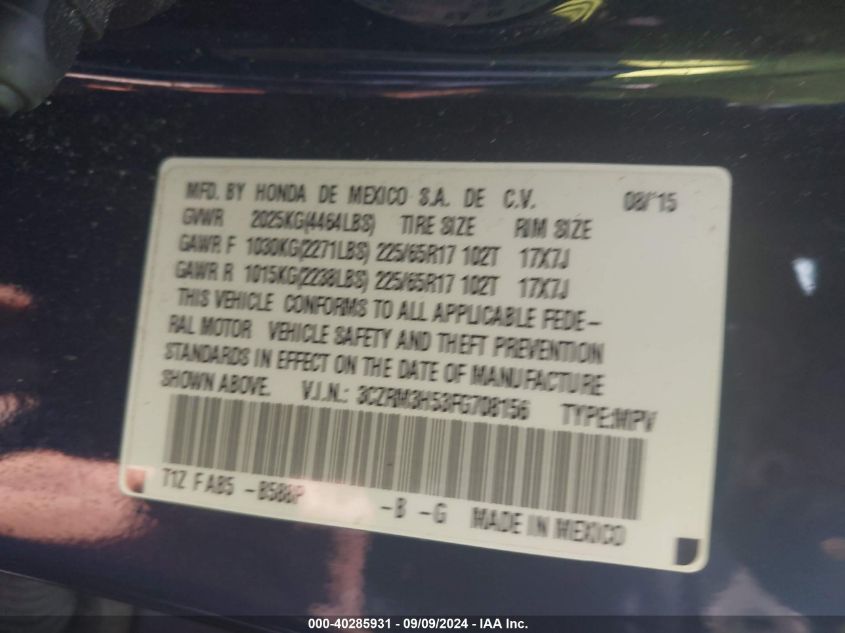 MFD. BY HONDA DE MEXICO S.A. DE C.V. 08/15
GVWR 2025KG(4464LBS) TIRE SIZE RIM SIZE
GAWR F 1030KG(2271LBS) 225/65R17 102T 17X7J
GAWR R 1015KG(2238LBS) 225/65R17 102T 17X7J
THIS VEHICLE CONFORMS TO ALL APPLICABLE FEDE-
RAL MOTOR VEHICLE SAFETY AND THEFT PREVENTION
STANDARDS IN EFFECT ON THE DATE OF MANUFACTURE
SHOWN ABOVE. V.I.N.: 3CZRM3H53FG708156 TYPE:MPV
T1Z FAB5 -B588P -B -G MADE IN MEXICO
000-40285931 - 09/09/2024 - IAA Inc.